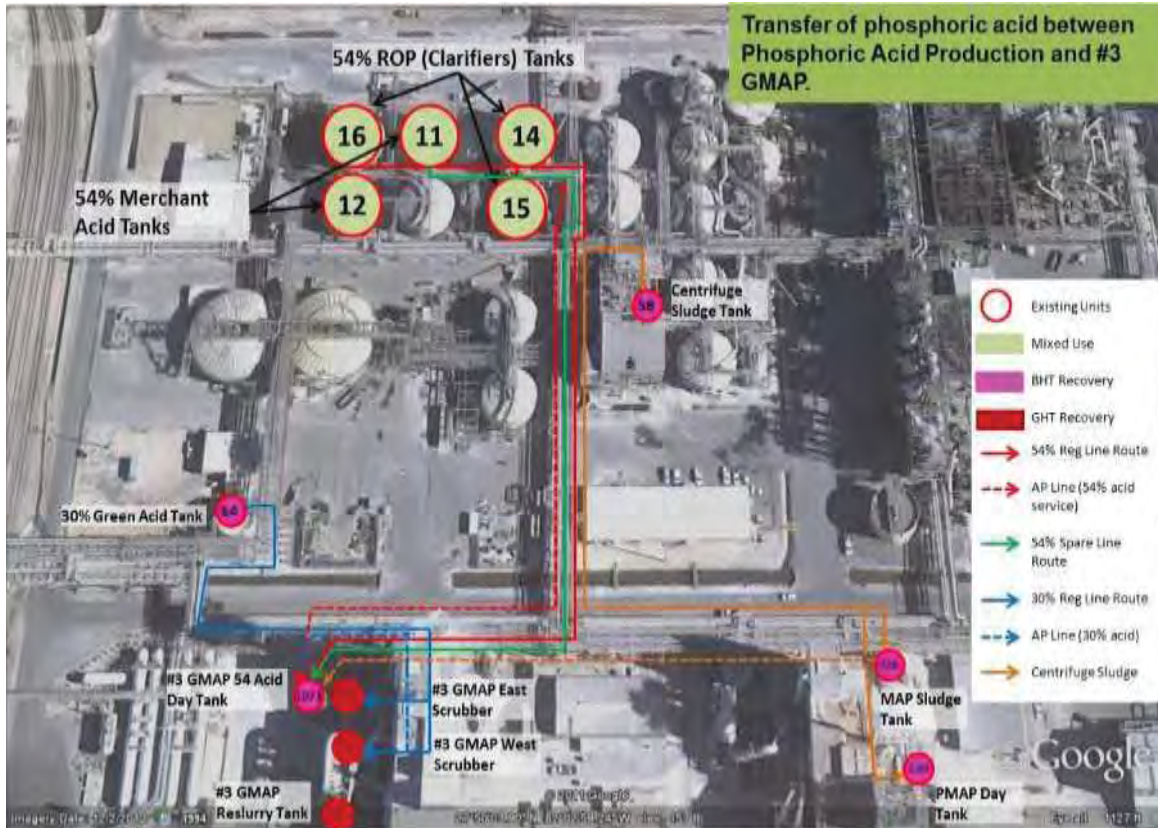 Transfer of phosphoric acid between
Phosphoric Acid Production and #3
GMAP.
54% ROP (Clarifiers) Tanks
16
11
14
54% Merchant
Acid Tanks
12
15
Centrifuge
Sludge Tank
Existing Units
Mixed Use
BHT Recovery
GHT Recovery
54% Reg Line Route
AP Line (54% acid
service)
54% Spare Line
Route
30% Reg Line Route
AP Line (30% acid)
Centrifuge Sludge
30% Green Acid Tank
#3 GMAP 54 Acid
Day Tank
#3 GMAP East
Scrubber
#3 GMAP West
Scrubber
#3 GMAP
Reslurry Tank
MAP Sludge
Tank
PMAP Day
Tank
Google
1994